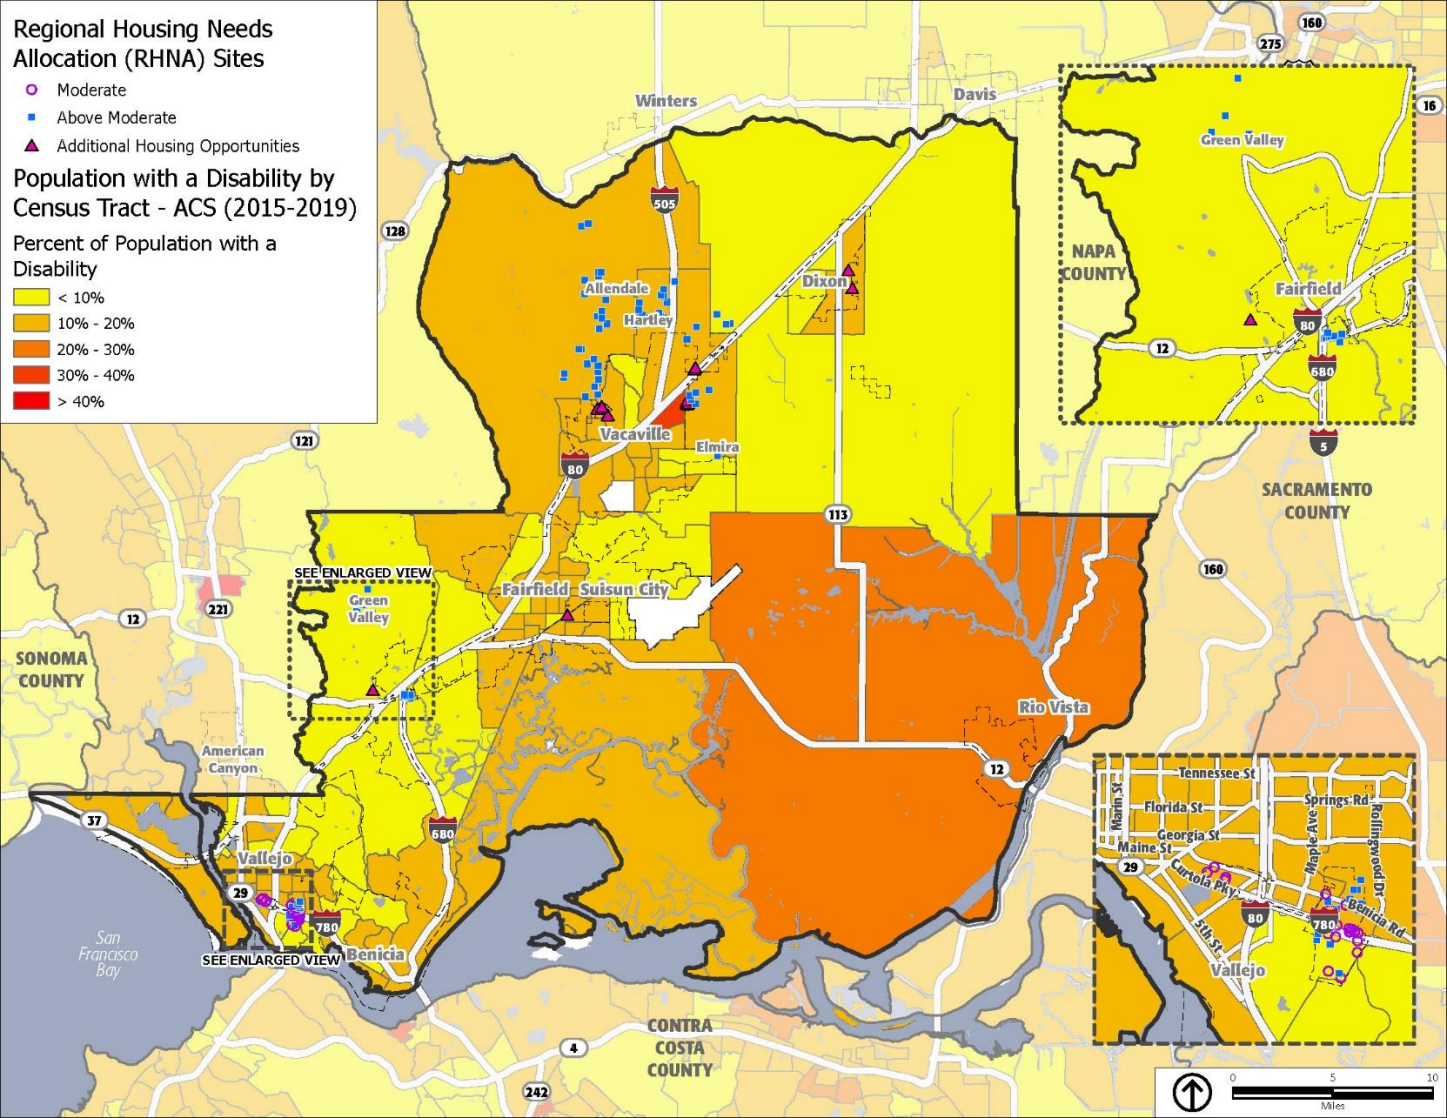 Regional Housing Needs
Allocation (RHNA) Sites
Moderate
Above Moderate
Additional Housing Opportunities
Population with a Disability by
Census Tract - ACS (2015-2019)
Percent of Population with a
Disability
< 10%
10% - 20%
20% - 30%
30% - 40%
> 40%
160
275
16
Winters
Davis
505
128
Allendale
Hartley
Dixon
Vacaville
Elmira
80
121
113
5
SACRAMENTO
COUNTY
160
SEE ENLARGED VIEW
Green
Valley
Fairfield
Suisun City
12
221
SONOMA
COUNTY
American
Canyon
Rio Vista
12
37
680
Vallejo
29
780
SEE ENLARGED VIEW
Benicia
San
Francisco
Bay
CONTRA
COSTA
COUNTY
4
242
Green Valley
NAPA
COUNTY
Fairfield
80
12
680
Tennessee St
Marin St
Florida St
Springs Rd
Georgia St
Maple Ave
Rollingwood Dr
Maine St
29
Curtola Pky
80
780
Benicia Rd
5th St
Vallejo
0
5
10
Miles